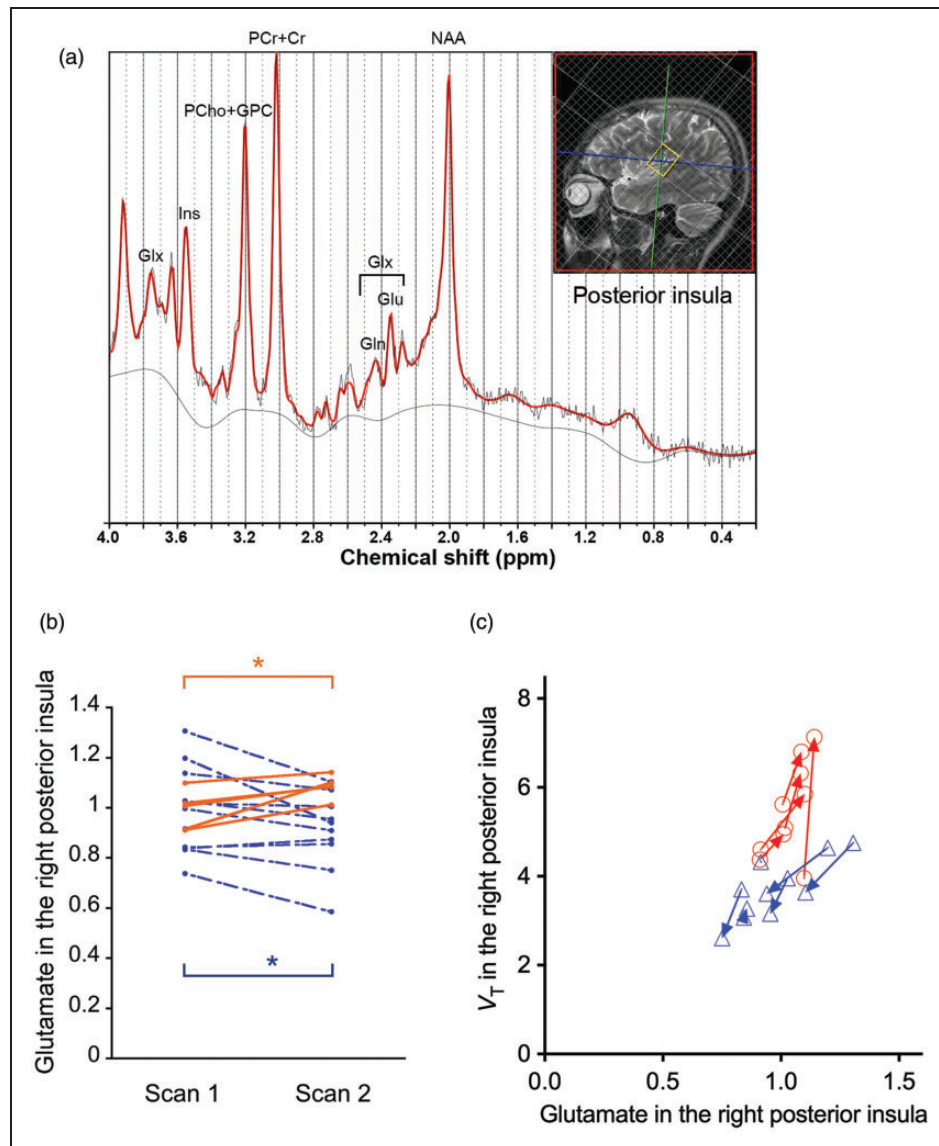 (a)
PCr+Cr
NAA
PCho+GPC
Ins
Glx
Glx
Glu
Gln
Posterior insula
4.0 3.6 3.2 2.8 2.4 2.0 1.6 1.2 0.8 0.4
Chemical shift (ppm)
(b)
Glutamate in the right posterior insula
*
1.4
1.2
1
0.8
0.6
0.4
0.2
0
*
Scan 1 Scan 2
(c)
V_T in the right posterior insula
8
6
4
2
0
0.0 0.5 1.0 1.5
Glutamate in the right posterior insula